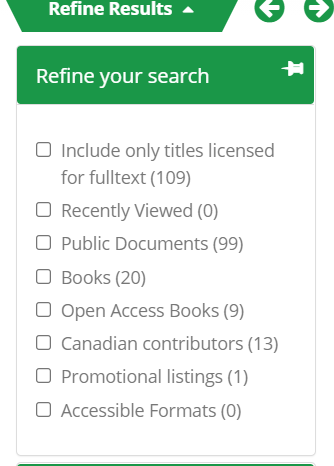 Refine Results
Refine your search
Include only titles licensed
for fulltext (109)
Recently Viewed (0)
Public Documents (99)
Books (20)
Open Access Books (9)
Canadian contributors (13)
Promotional listings (1)
Accessible Formats (0)